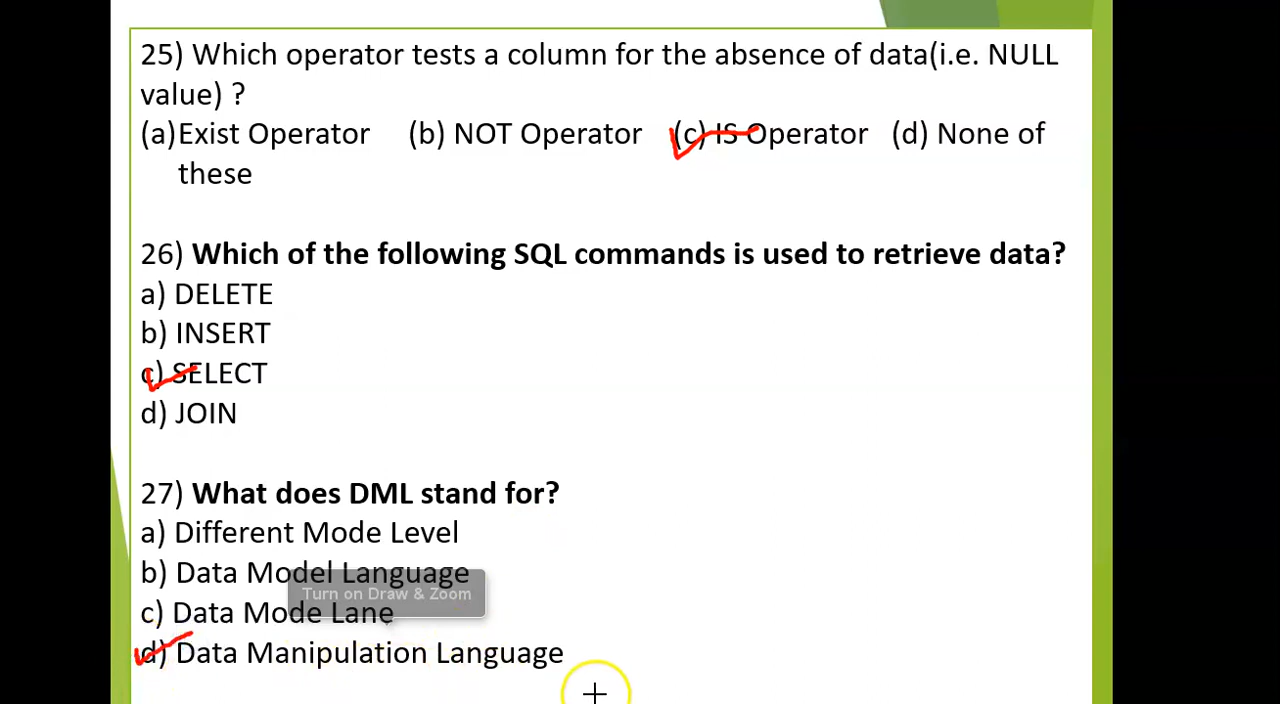 25) Which operator tests a column for the absence of data(i.e. NULL
value) ?
(a)Exist Operator (b) NOT Operator (c) IS Operator (d) None of
these
26) Which of the following SQL commands is used to retrieve data?
a) DELETE
b) INSERT
c) SELECT
d) JOIN
27) What does DML stand for?
a) Different Mode Level
b) Data Model Language
Turn on Draw & Zoom
c) Data Mode Lane
d) Data Manipulation Language